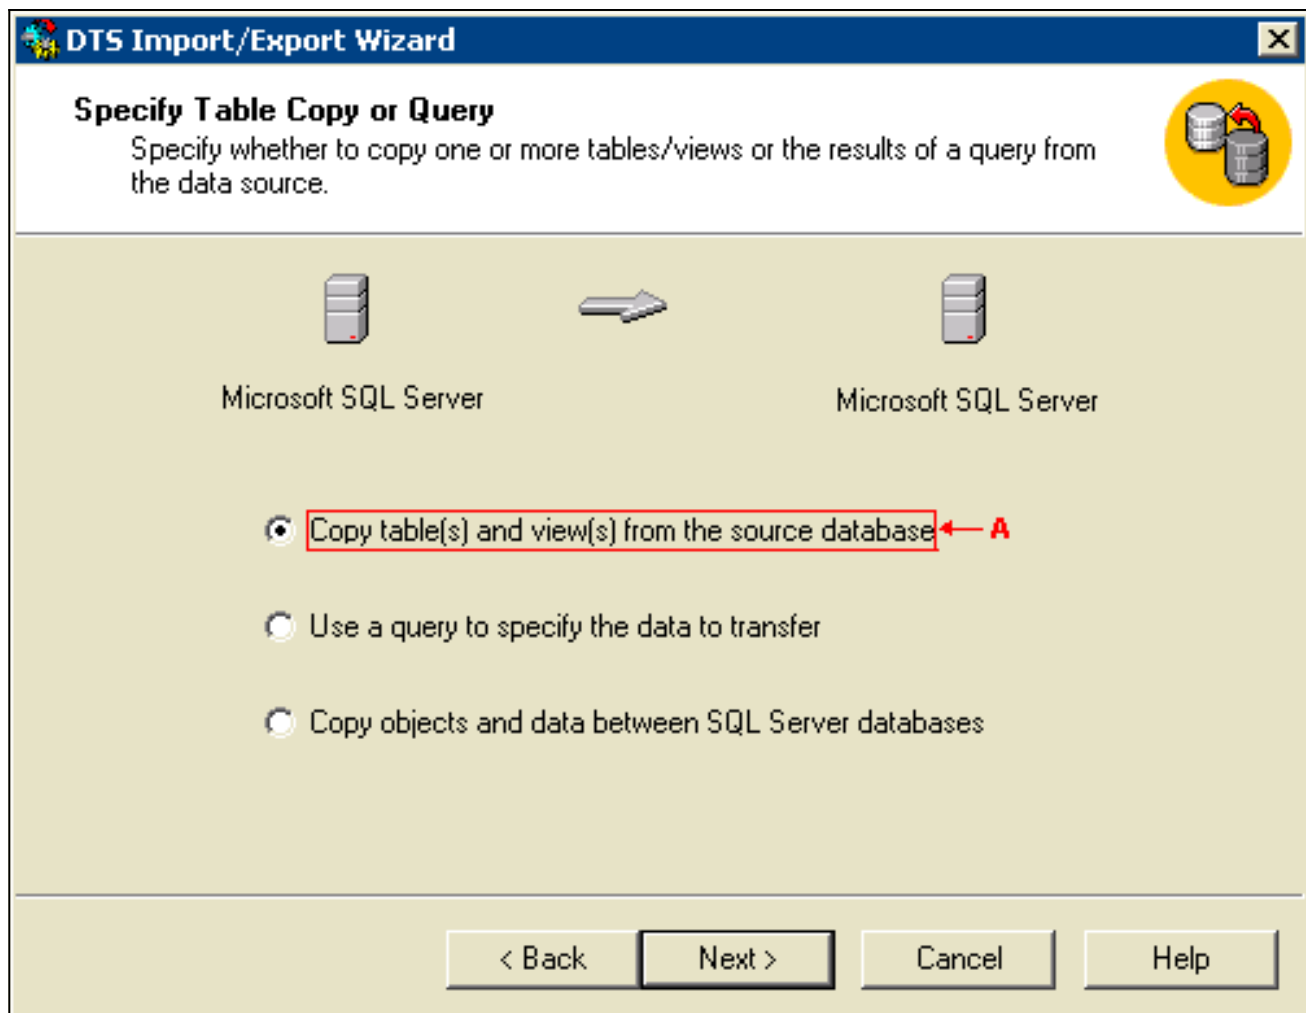 DTS Import/Export Wizard
Specify Table Copy or Query
Specify whether to copy one or more tables/views or the results of a query from
the data source.
Microsoft SQL Server
Microsoft SQL Server
Copy table(s) and view(s) from the source database
A
Use a query to specify the data to transfer
Copy objects and data between SQL Server databases
< Back
Next >
Cancel
Help